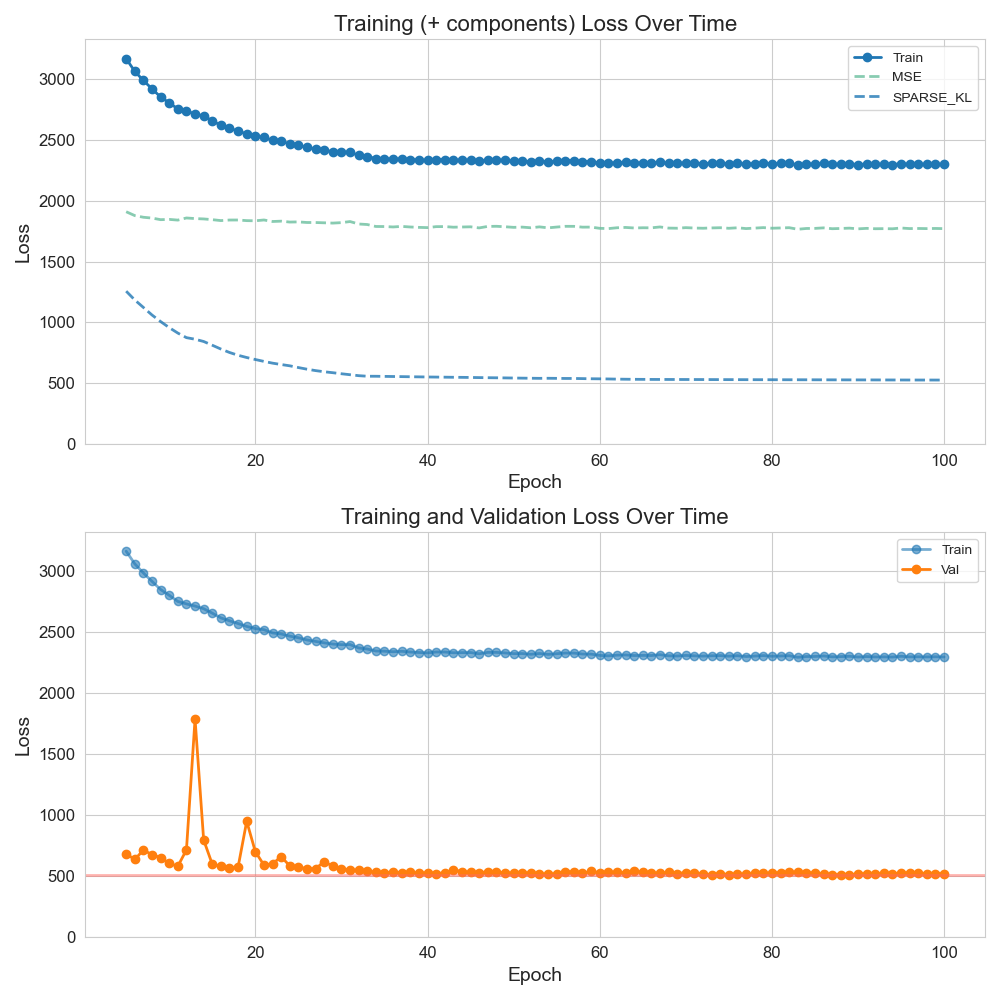 Training (+ components) Loss Over Time
Train
MSE
SPARSE_KL
3000
2500
2000
1500
1000
500
0
Loss
20 40 60 80 100
Epoch
Training and Validation Loss Over Time
Train
Val
3000
2500
2000
1500
1000
500
0
Loss
20 40 60 80 100
Epoch